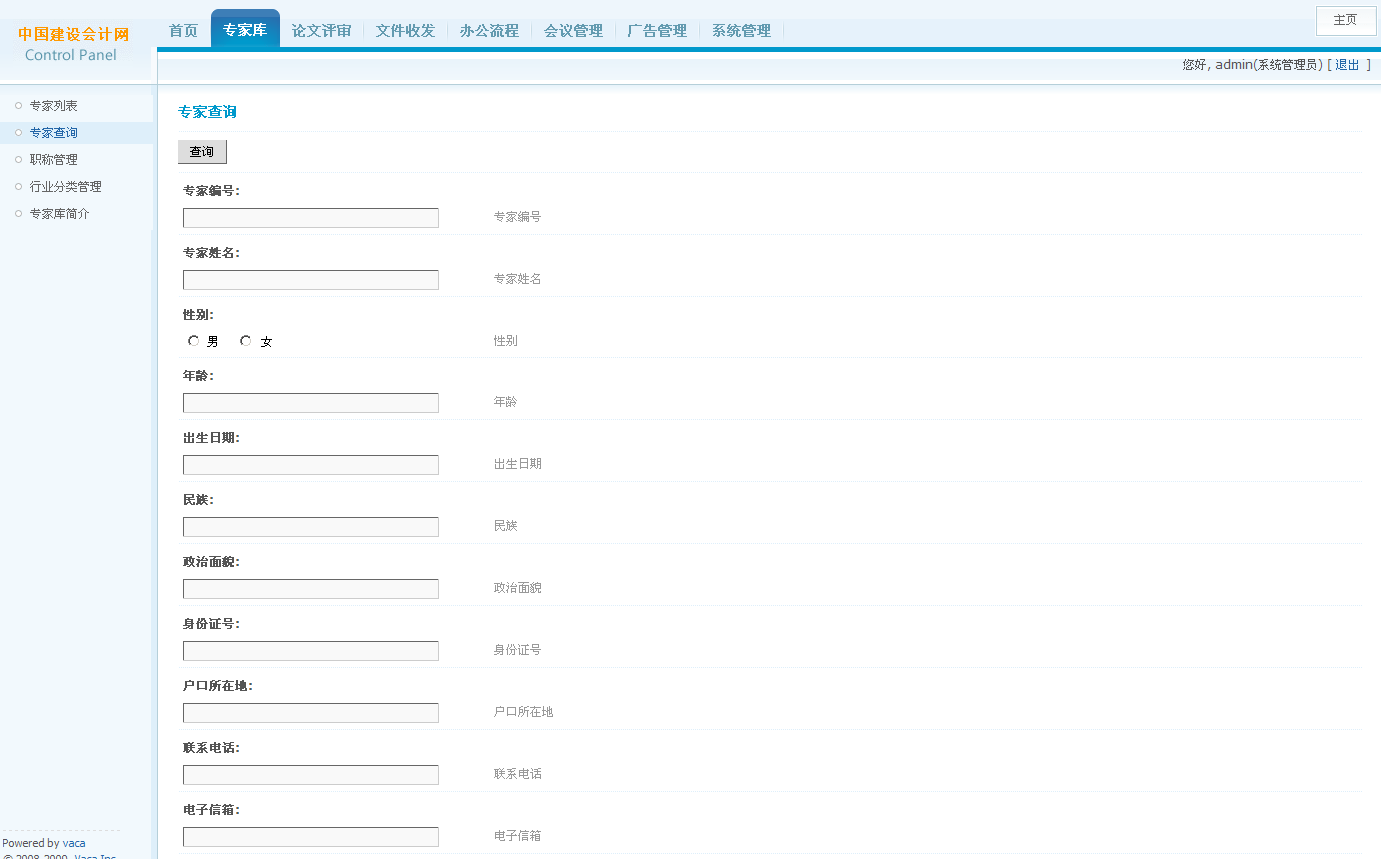 中国建设会计网
Control Panel
首页 专家库 论文评审 文件收发 办公流程 会议管理 广告管理 系统管理
主页
您好, admin(系统管理员) [ 退出 ]
专家列表
专家查询
职称管理
行业分类管理
专家库简介
专家查询
查询
专家编号:
专家编号
专家姓名:
专家姓名
性别:
男 女
性别
年龄:
年龄
出生日期:
出生日期
民族:
民族
政治面貌:
政治面貌
身份证号:
身份证号
户口所在地:
户口所在地
联系电话:
联系电话
电子信箱:
电子信箱
Powered by vaca
© 2008-2009, Vaca Inc.